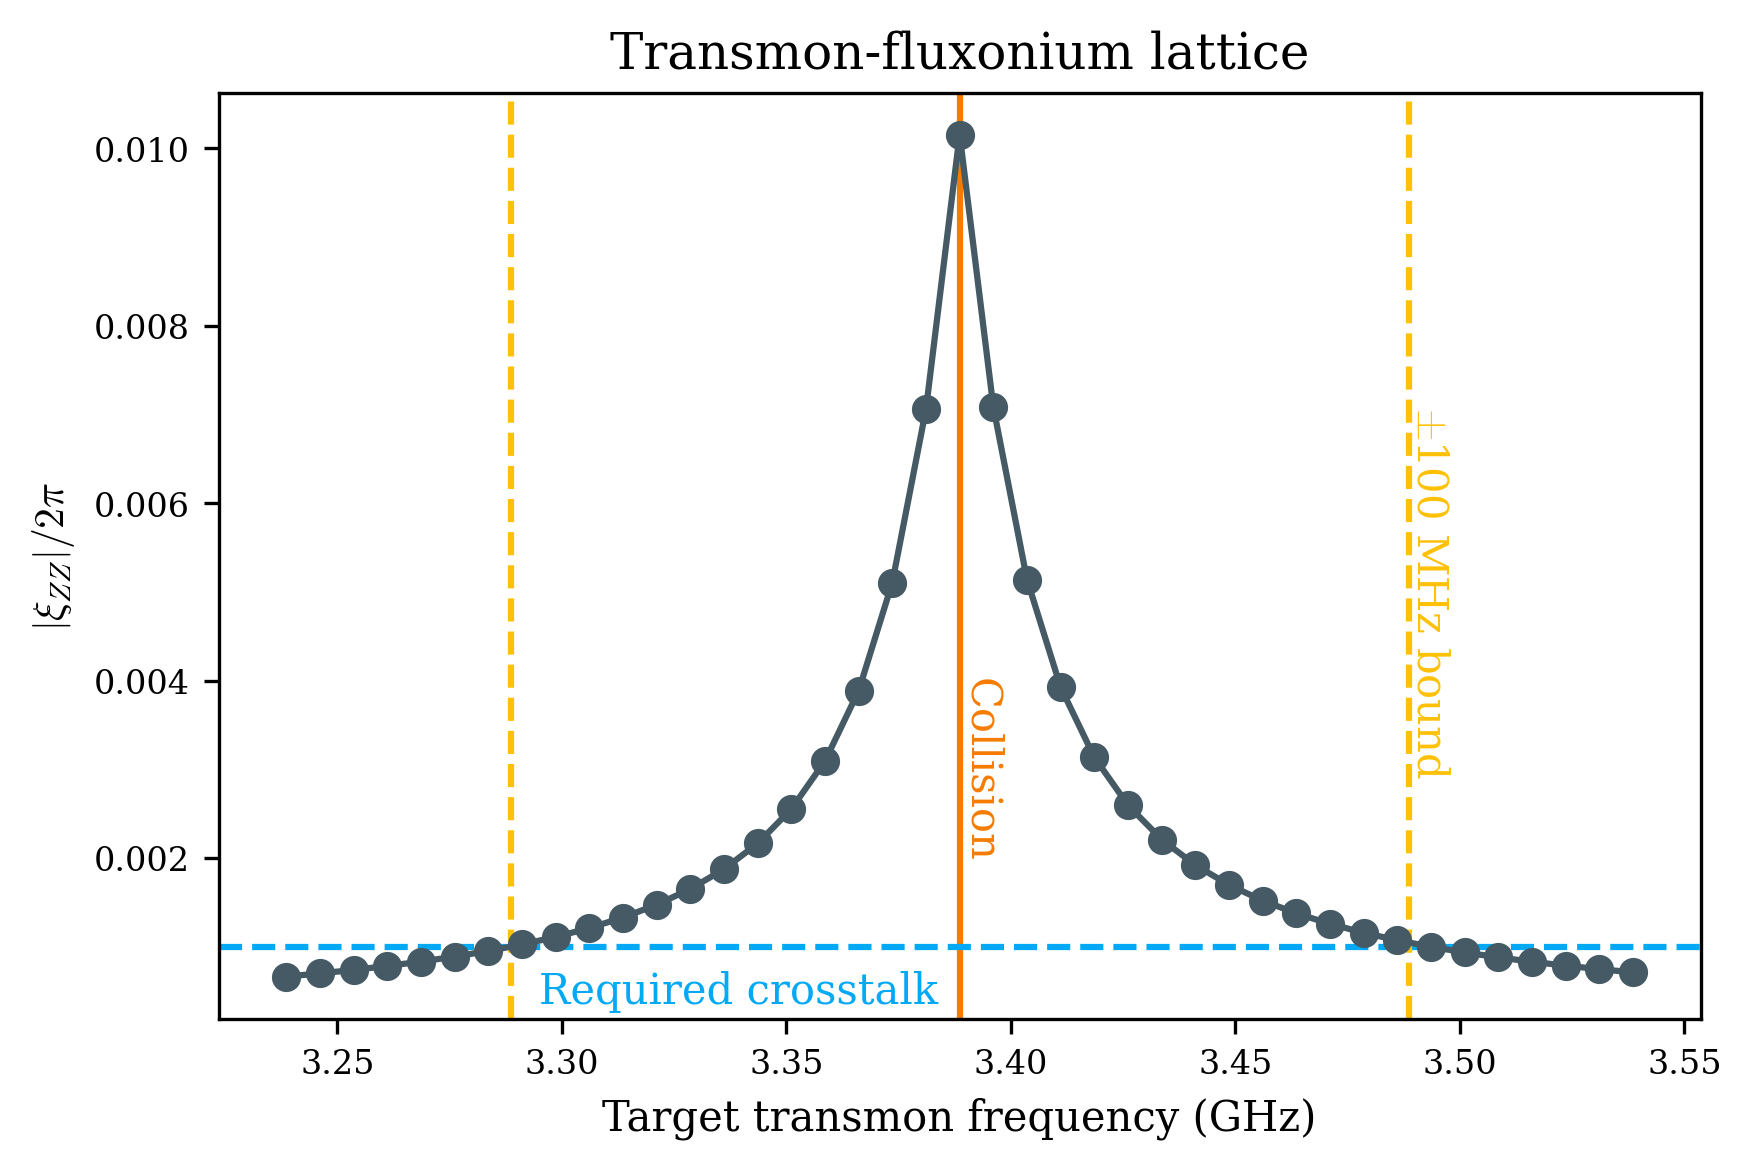 Transmon-fluxonium lattice
|ξ_{ZZ}|/2π
0.010
0.008
0.006
0.004
0.002
∓100 MHz bound
Collision
Required crosstalk
3.25
3.30
3.35
3.40
3.45
3.50
3.55
Target transmon frequency (GHz)